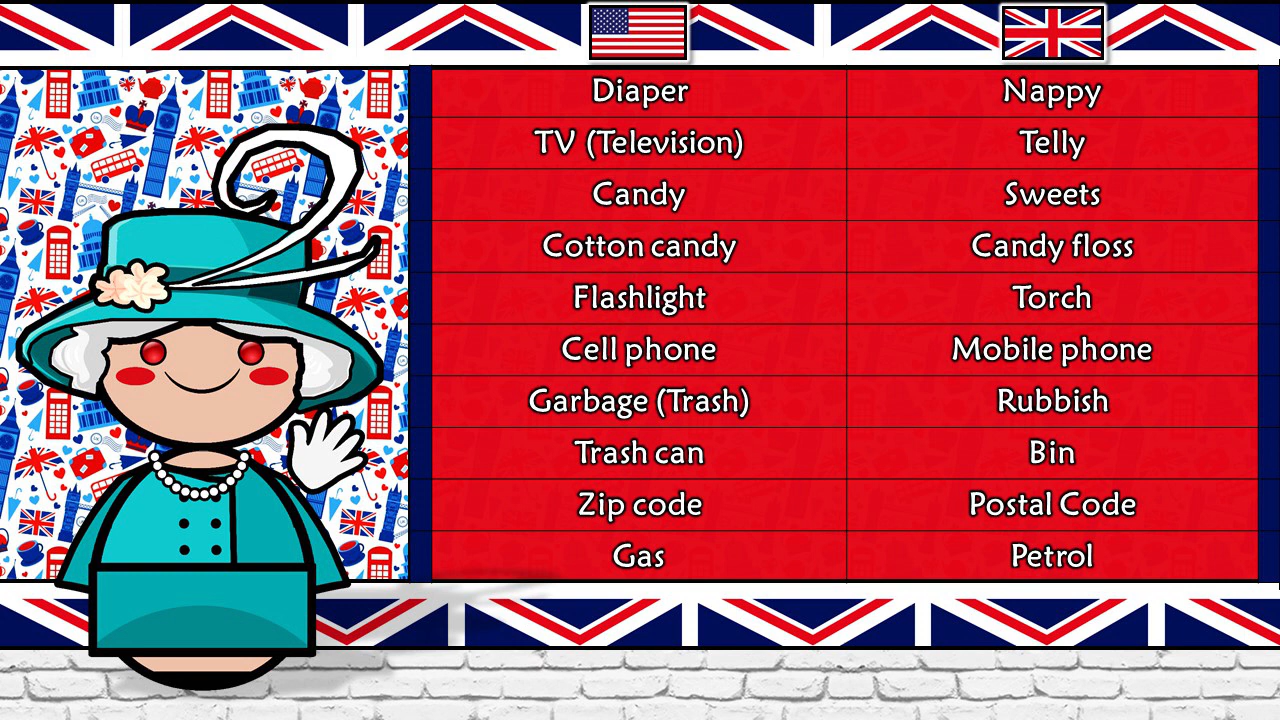 Diaper Nappy
TV (Television) Telly
Candy Sweets
Cotton candy Candy floss
Flashlight Torch
Cell phone Mobile phone
Garbage (Trash) Rubbish
Trash can Bin
Zip code Postal Code
Gas Petrol